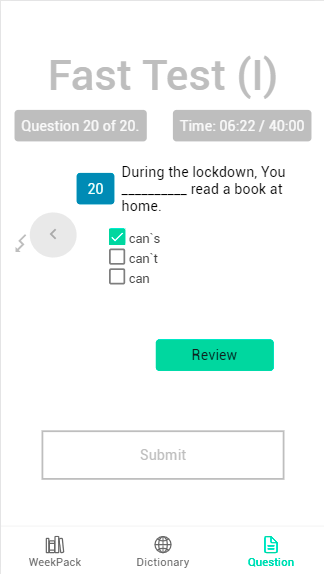 Fast Test (I)
Question 20 of 20.
Time: 06:22 / 40:00
20
During the lockdown, You
__________ read a book at
home.
can`s
can`t
can
Review
Submit
WeekPack
Dictionary
Question